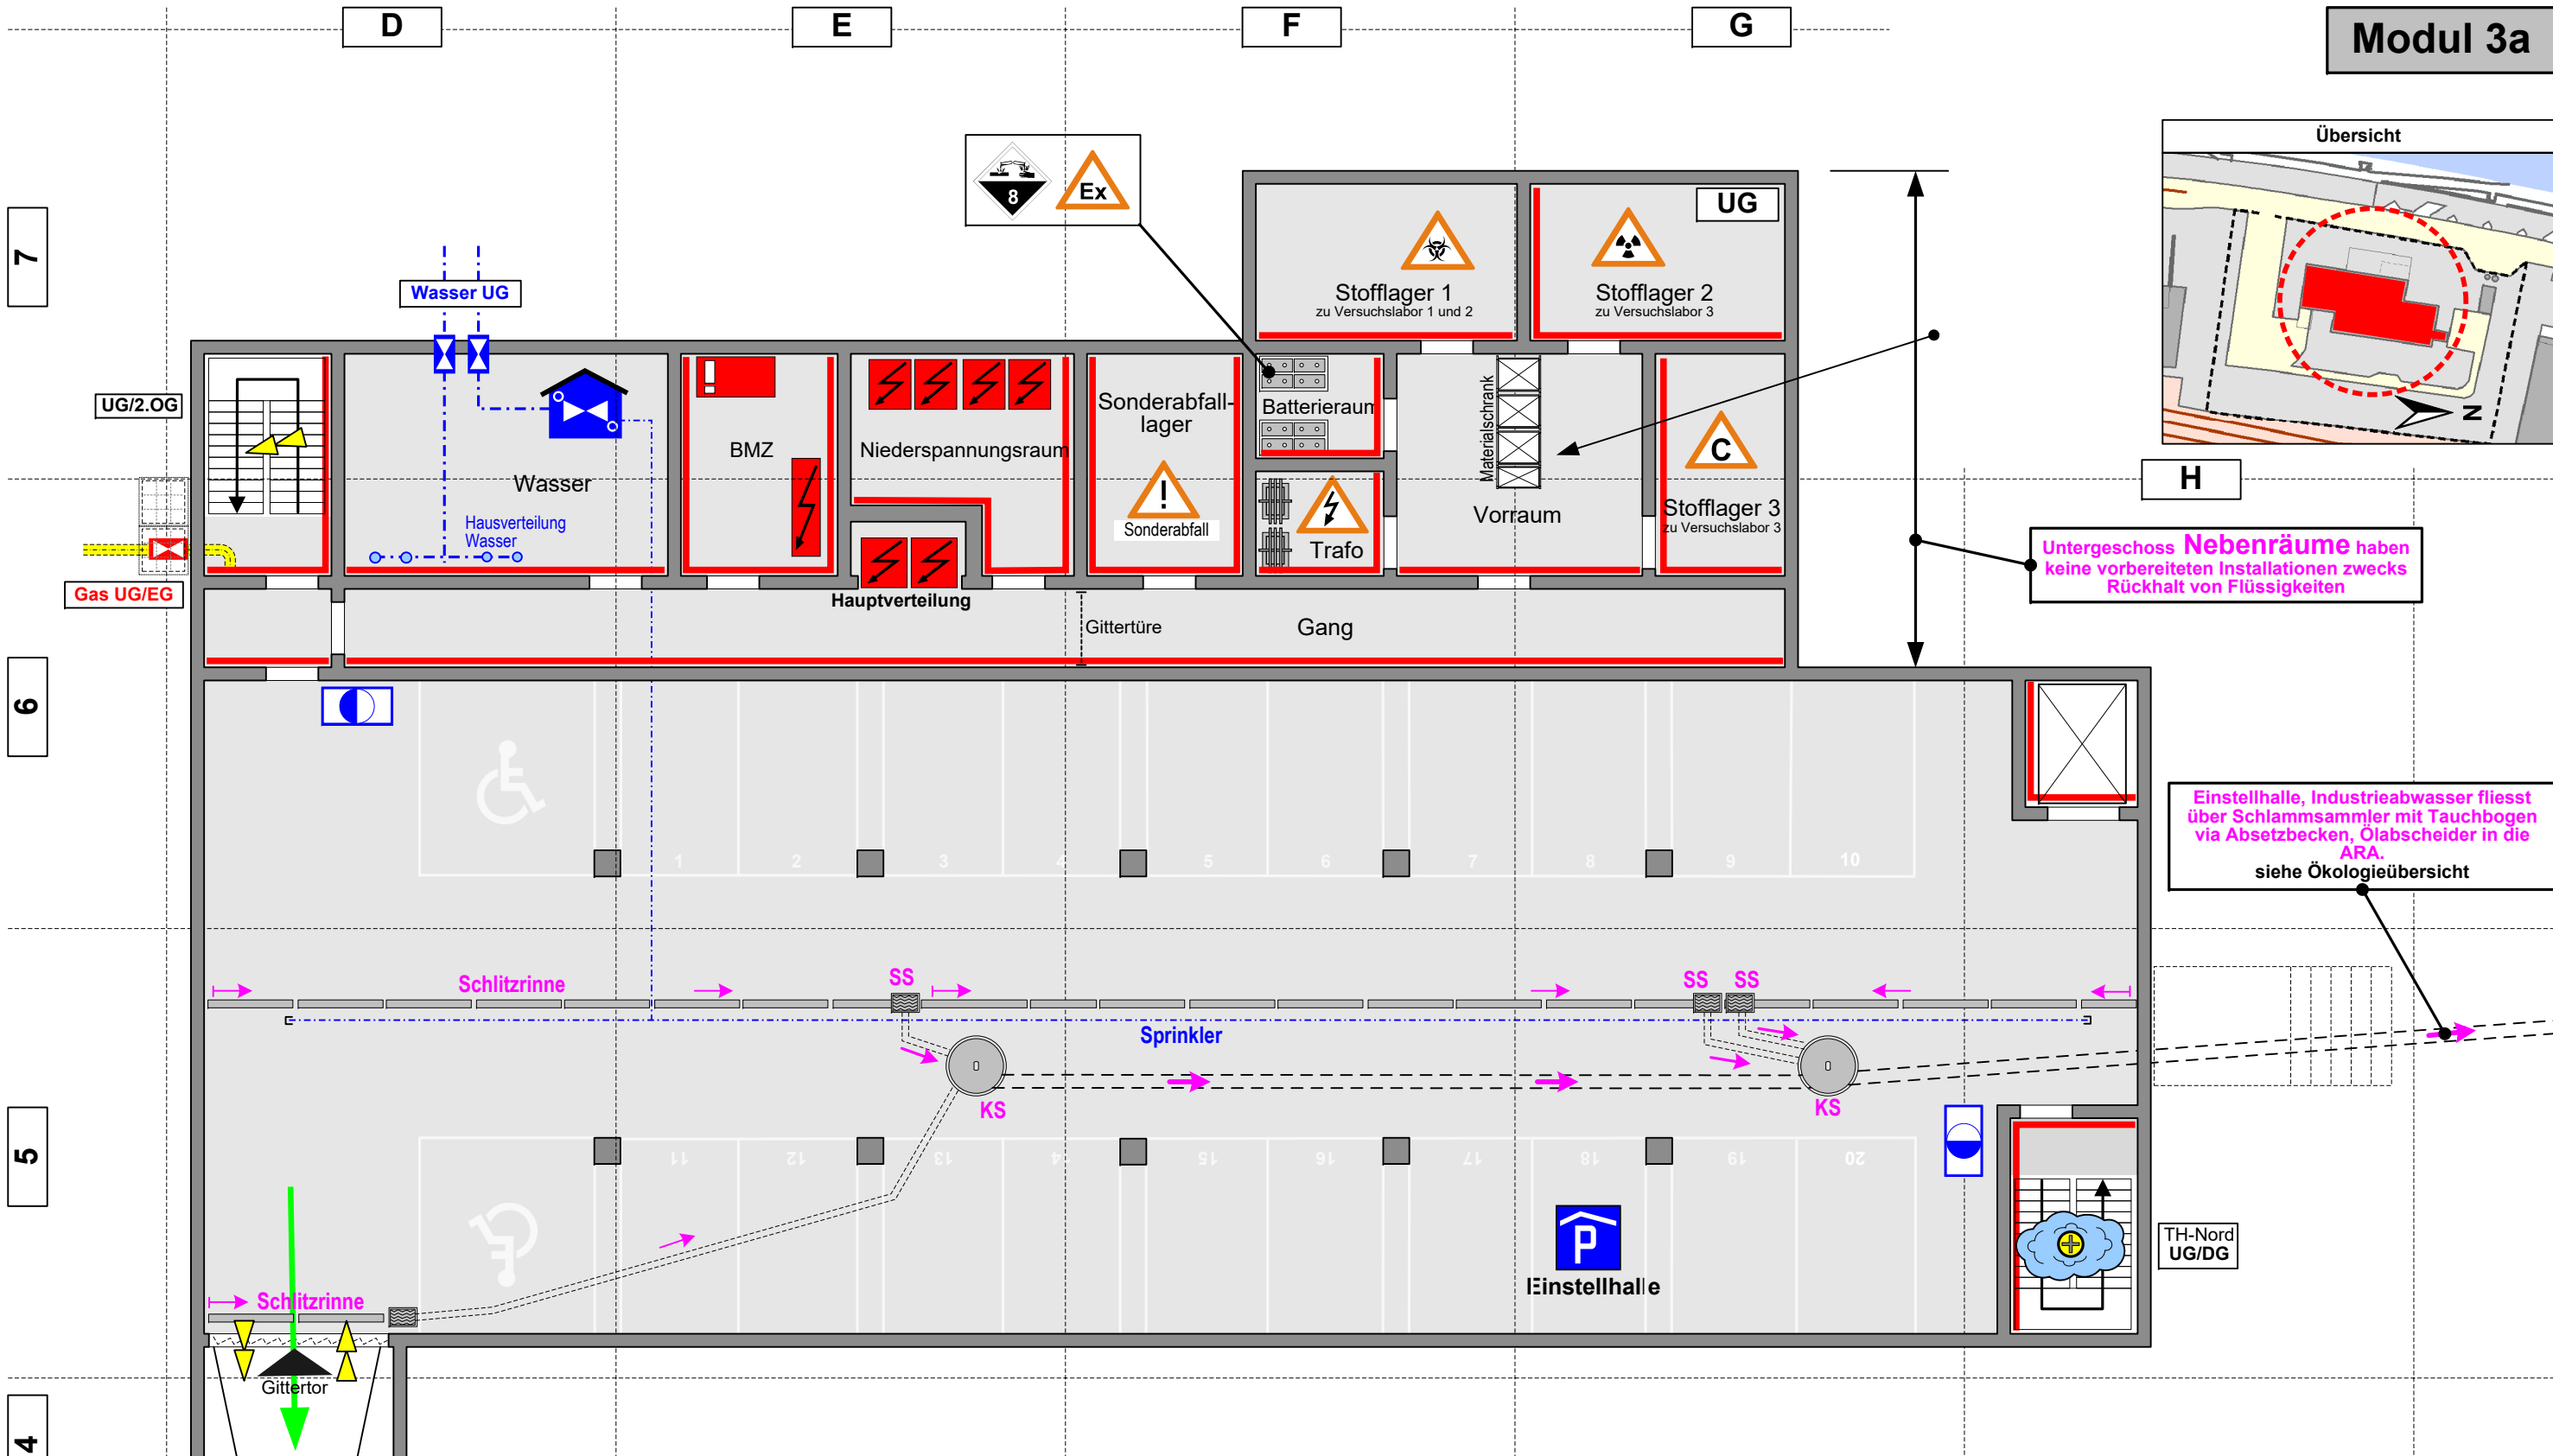 D
E
F
G
Modul 3a
Übersicht
N
7
8
Ex
UG
Stofflager 1
zu Versuchslabor 1 und 2
Stofflager 2
zu Versuchslabor 3
Wasser UG
UG/2.OG
Wasser
Hausverteilung
Wasser
BMZ
Niederspannungsraum
Sonderabfall-
lager
!
Sonderabfall
Batterieraum
Trafo
Materialschrank
Vorraum
C
Stofflager 3
zu Versuchslabor 3
H
Untergeschoss Nebenräume haben
keine vorbereiteten Installationen zwecks
Rückhalt von Flüssigkeiten
Gas UG/EG
Hauptverteilung
Gittertüre
Gang
6
1
2
3
4
5
6
7
8
9
10
Einstellhalle, Industrieabwasser fliesst
über Schlammsammler mit Tauchbogen
via Absetzbecken, Ölabscheider in die
ARA.
siehe Ökologieübersicht
Schlitzrinne
SS
SS
SS
Sprinkler
KS
KS
5
11
12
13
4
15
16
17
18
19
20
P
Einstellhalle
TH-Nord
UG/DG
Schlitzrinne
Gittertor
4